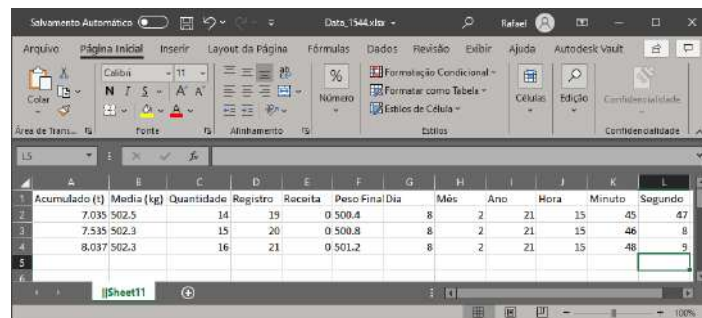 Salvamento Automático Data_1544.xlsx Rafael
Arquivo Página Inicial Inserir Layout da Página Fórmulas Dados Revisão Exibir Ajuda Autodesk Vault
Colar Calibri 11 Número Formatação Condicional Células Edição Confidencialidade
N I S A A Formatar como Tabela
A Estilos de Célula
Área de Trans... Fonte Alinhamento Estilos Confidencialidade
L5 fx
A B C D E F G H I J K L
1 Acumulado (t) Media (kg) Quantidade Registro Receita Peso Final Dia Mês Ano Hora Minuto Segundo
2 7.035 502.5 14 19 0 500.4 8 2 21 15 45 47
3 7.535 502.3 15 20 0 500.8 8 2 21 15 46 8
4 8.037 502.3 16 21 0 501.2 8 2 21 15 48 9
5
6
||Sheet11
100%